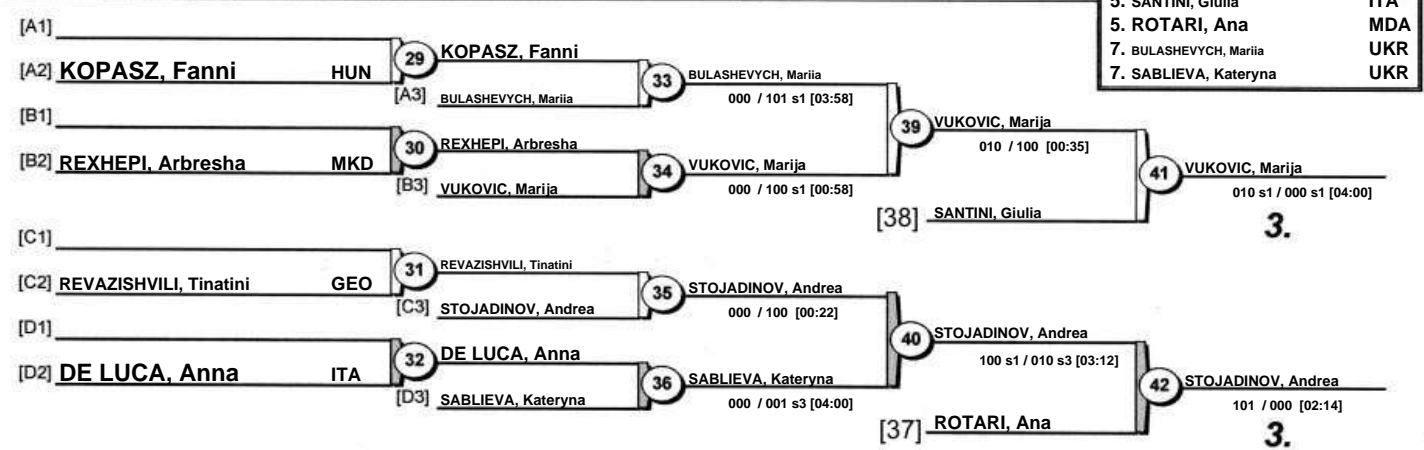 5. SANTINI, Giulia ITA
5. ROTARI, Ana MDA
7. BULASHEVYCH, Mariia UKR
7. SABLIEVA, Kateryna UKR
[A1]
[A2] KOPASZ, Fanni HUN
29
KOPASZ, Fanni
[A3] BULASHEVYCH, Mariia
33
BULASHEVYCH, Mariia
000 / 101 s1 [03:58]
[B1]
[B2] REXHEPI, Arbresha MKD
30
REXHEPI, Arbresha
[B3] VUKOVIC, Marija
34
VUKOVIC, Marija
000 / 100 s1 [00:58]
39
VUKOVIC, Marija
010 / 100 [00:35]
[38] SANTINI, Giulia
41
VUKOVIC, Marija
010 s1 / 000 s1 [04:00]
3.
[C1]
[C2] REVAZISHVILI, Tinatini GEO
31
REVAZISHVILI, Tinatini
[C3] STOJADINOV, Andrea
35
STOJADINOV, Andrea
000 / 100 [00:22]
[D1]
[D2] DE LUCA, Anna ITA
32
DE LUCA, Anna
[D3] SABLIEVA, Kateryna
36
SABLIEVA, Kateryna
000 / 001 s3 [04:00]
40
STOJADINOV, Andrea
100 s1 / 010 s3 [03:12]
[37] ROTARI, Ana
42
STOJADINOV, Andrea
101 / 000 [02:14]
3.